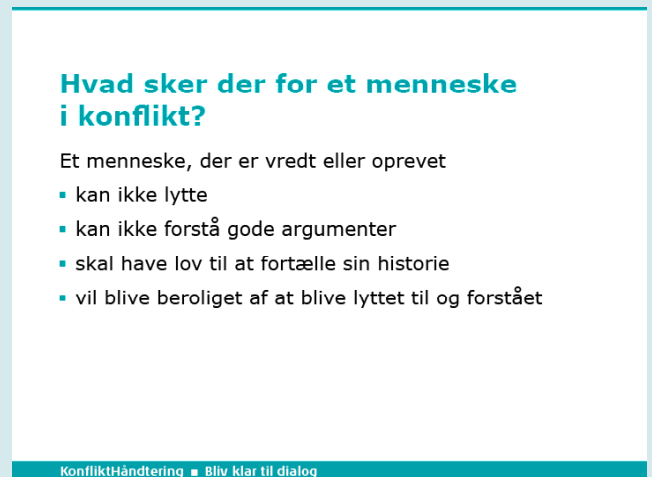 Hvad sker der for et menneske
i konflikt?
Et menneske, der er vredt eller oprevet
▪ kan ikke lytte
▪ kan ikke forstå gode argumenter
▪ skal have lov til at fortælle sin historie
▪ vil blive beroliget af at blive lyttet til og forstået
KonfliktHåndtering ▪ Bliv klar til dialog